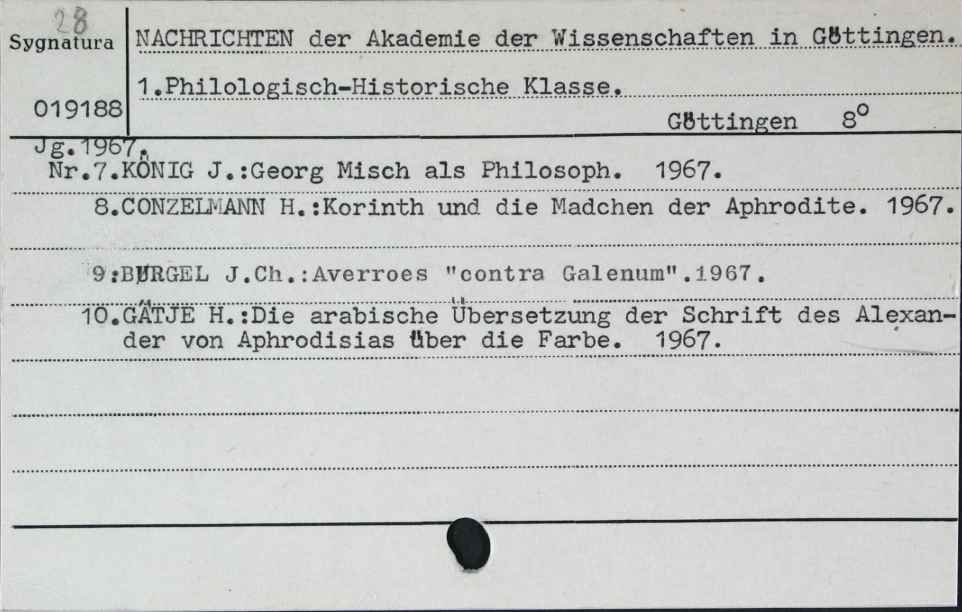 28
Sygnatura
NACHRICHTEN der Akademie der Wissenschaften in Göttingen.
1.Philologisch-Historische Klasse.
019188
Göttingen 8°
Jg.1967.
Nr.7.KÖNIG J.:Georg Misch als Philosoph. 1967.
8.CONZELMANN H.:Korinth und die Madchen der Aphrodite. 1967.
9:BÜRGEL J.Ch.:Averroes "contra Galenum".1967.
10.GÄTJE H.:Die arabische Übersetzung der Schrift des Alexan-
der von Aphrodisias über die Farbe. 1967.